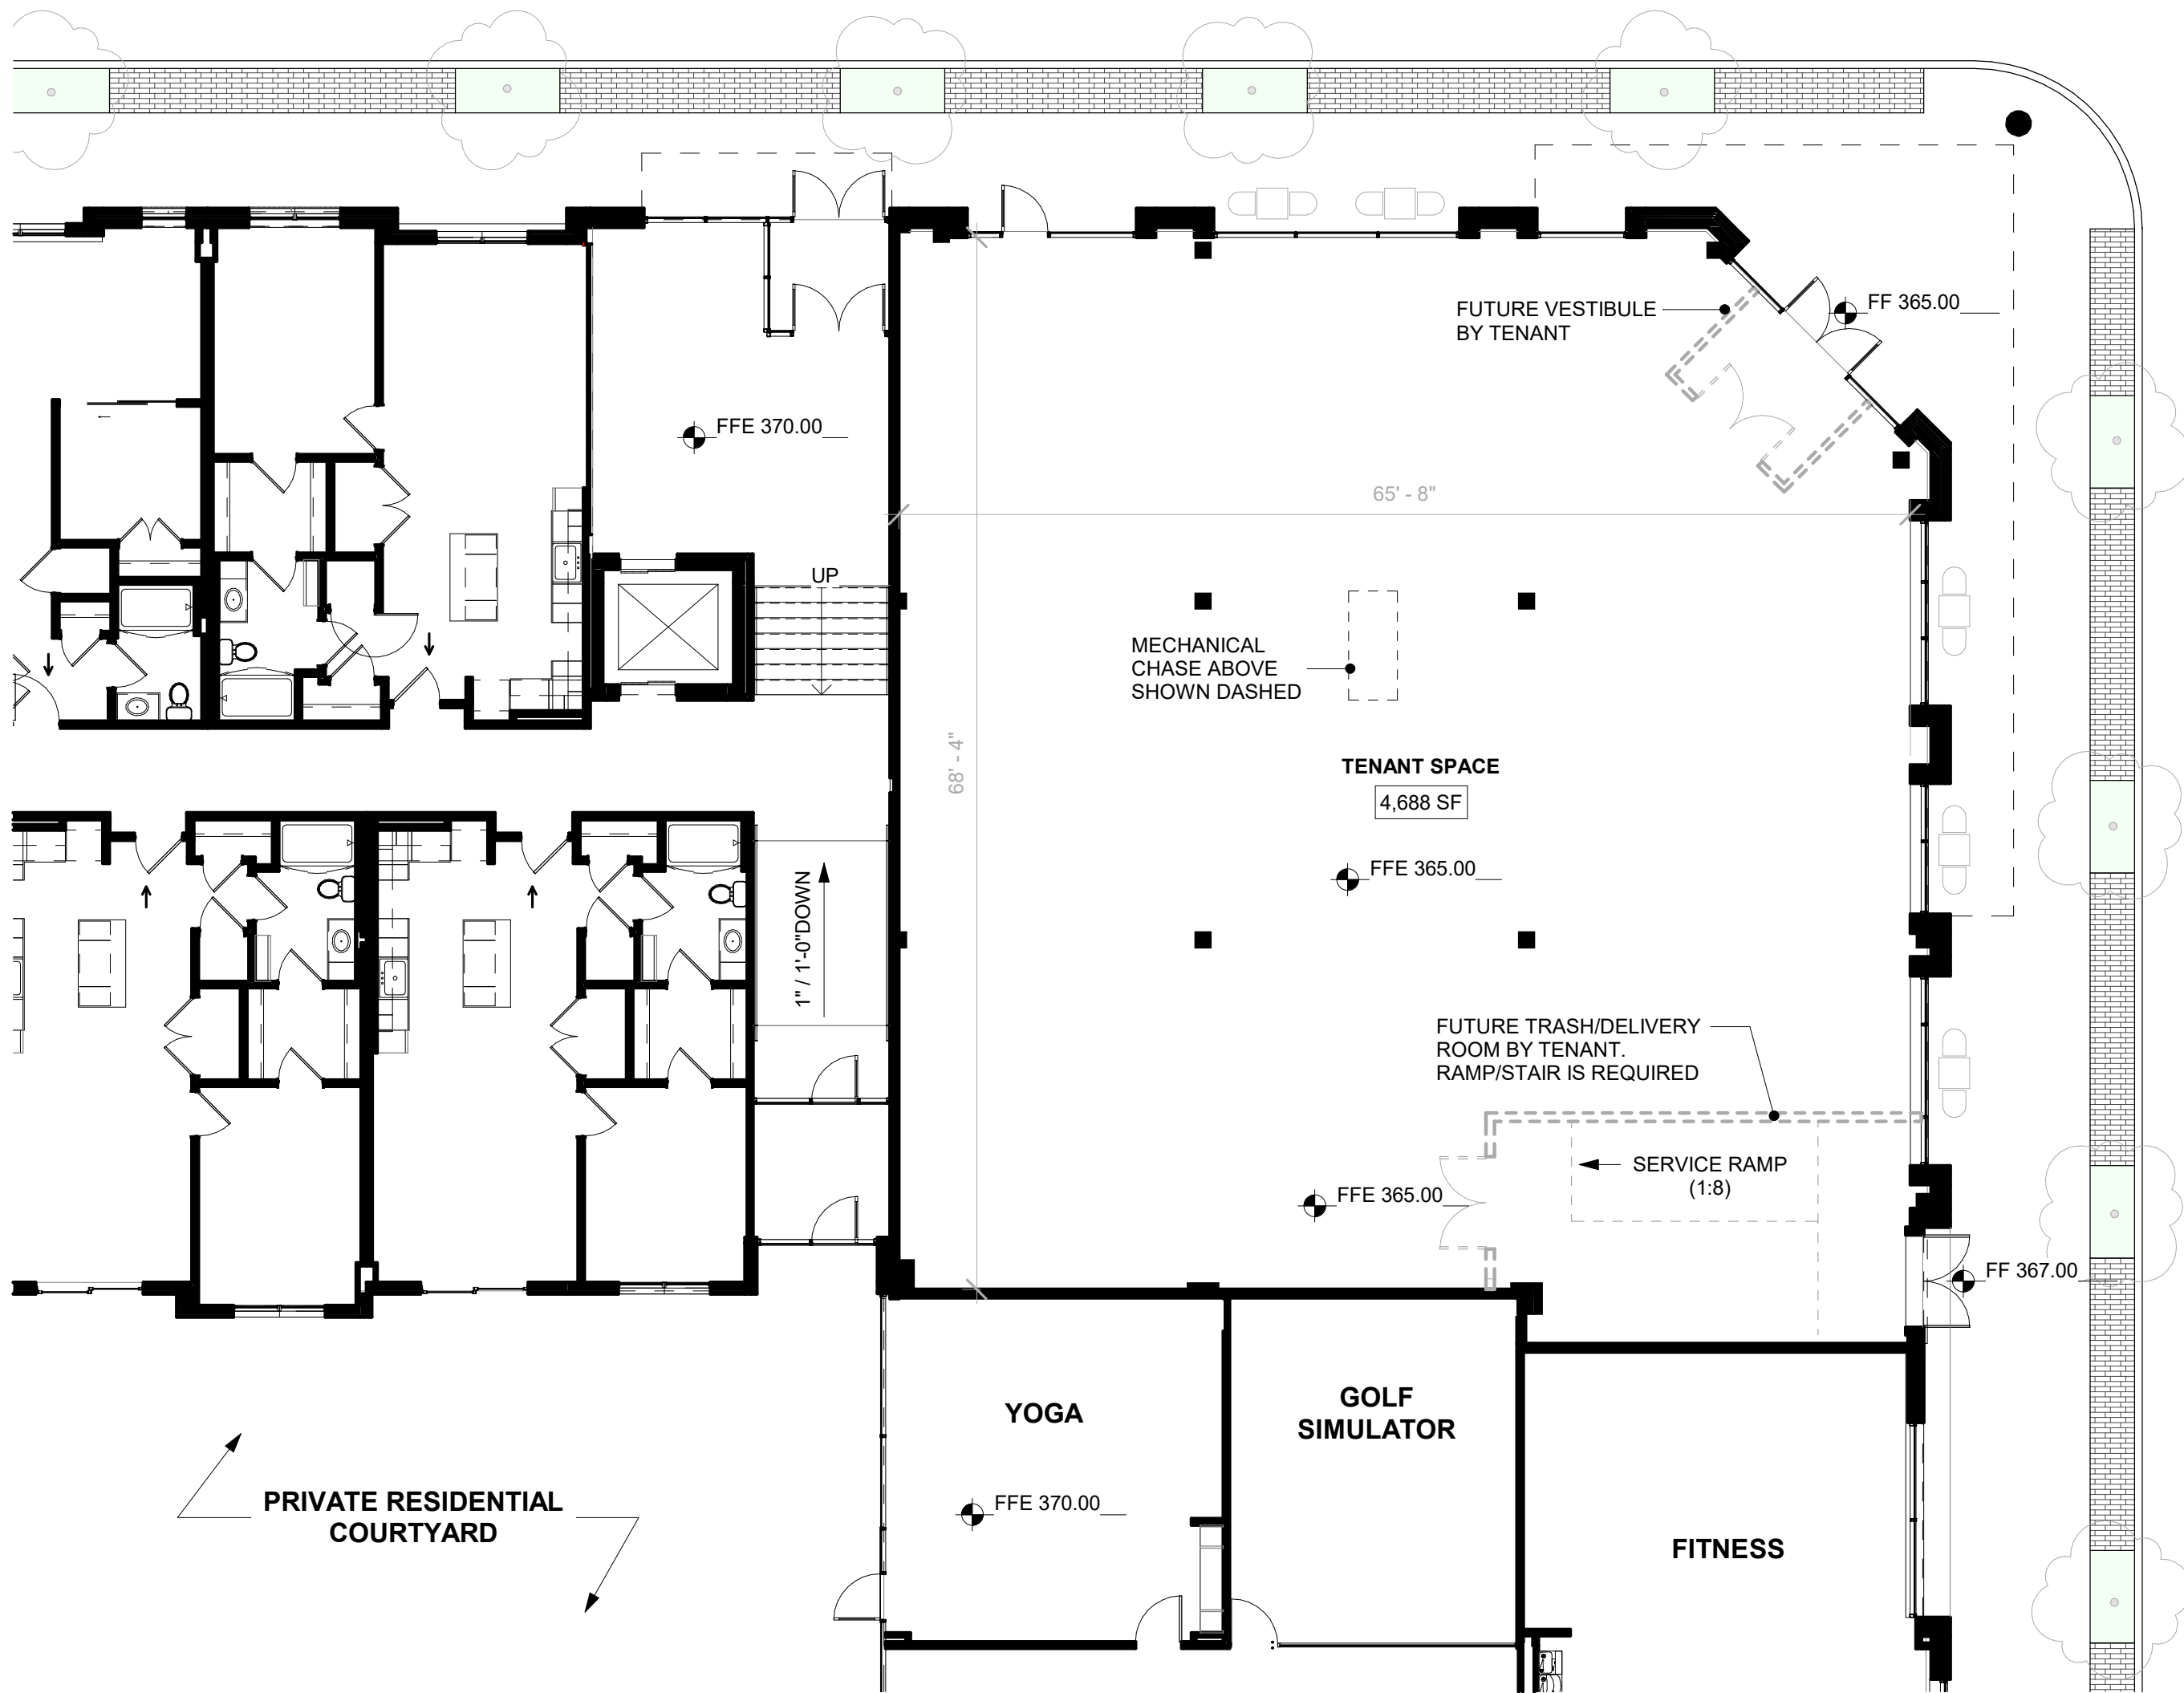 FUTURE VESTIBULE
BY TENANT
FF 365.00
FFE 370.00
65' - 8"
UP
MECHANICAL
CHASE ABOVE
SHOWN DASHED
68' - 4"
TENANT SPACE
4,688 SF
FFE 365.00
1" / 1'-0"DOWN
FUTURE TRASH/DELIVERY
ROOM BY TENANT.
RAMP/STAIR IS REQUIRED
SERVICE RAMP
(1:8)
FFE 365.00
FF 367.00
YOGA
GOLF
SIMULATOR
FFE 370.00
PRIVATE RESIDENTIAL
COURTYARD
FITNESS